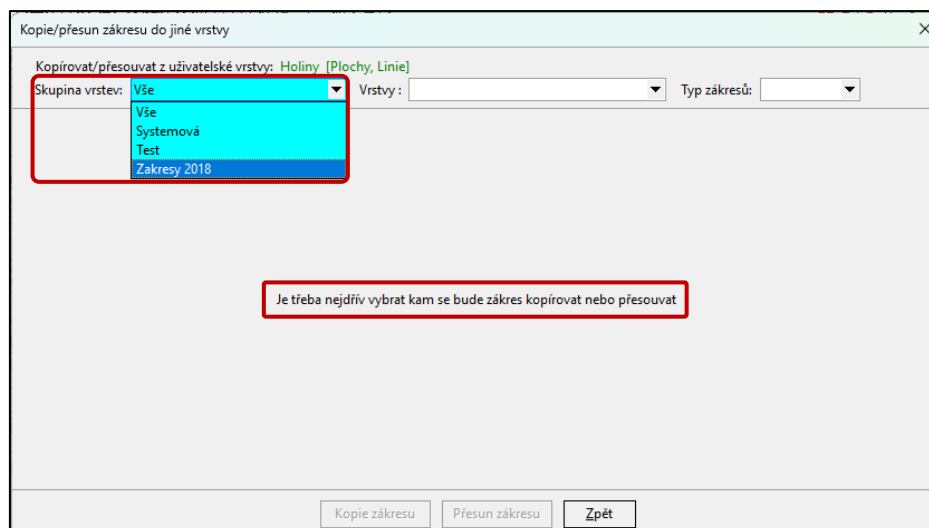 Kopie/přesun zákresu do jiné vrstvy
Kopírovat/přesouvat z uživatelské vrstvy: Holiny [Plochy, Linie]
Skupina vrstev: Vše Vrstvy : Typ zákresů:
Vše
Systemová
Test
Zakresy 2018
Je třeba nejdřív vybrat kam se bude zákres kopírovat nebo přesouvat
Kopie zákresu Přesun zákresu Zpět